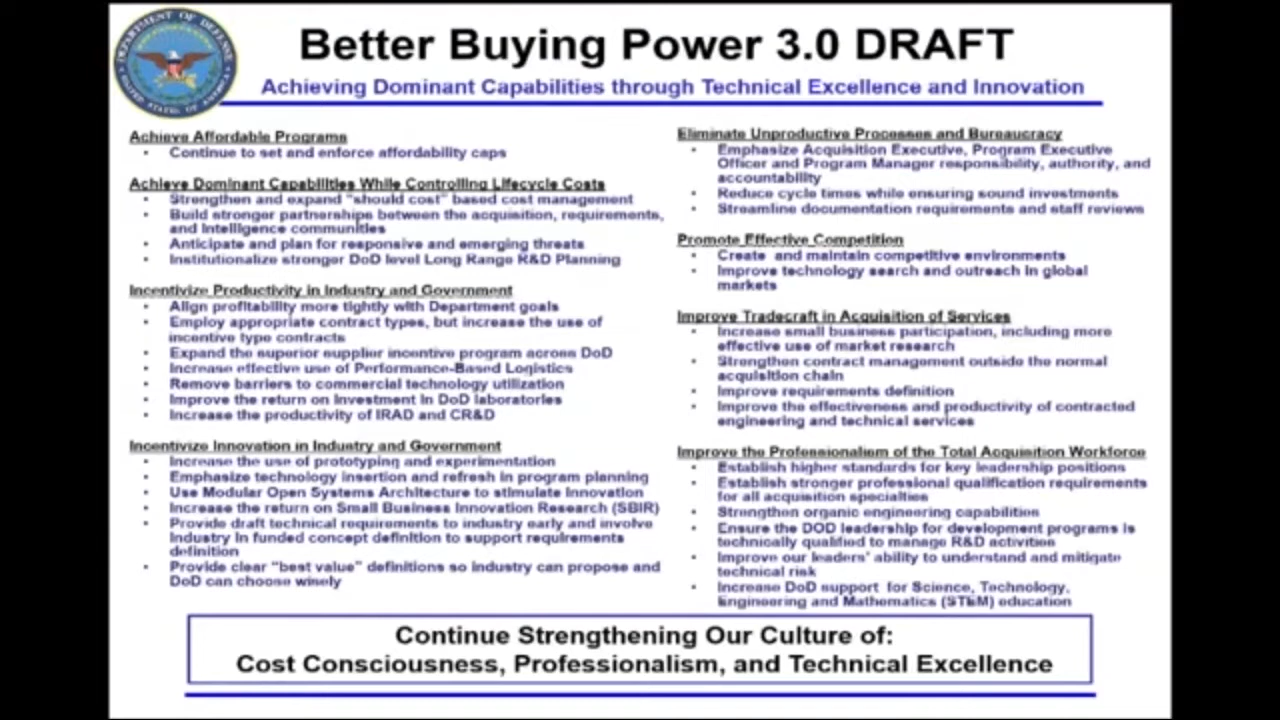 DEPARTMENT OF DEFENSE
UNITED STATES OF AMERICA
Better Buying Power 3.0 DRAFT
Achieving Dominant Capabilities through Technical Excellence and Innovation
Achieve Affordable Programs
• Continue to set and enforce affordability caps
Achieve Dominant Capabilities While Controlling Lifecycle Costs
• Strengthen and expand "should cost" based cost management
• Build stronger partnerships between the acquisition, requirements,
and intelligence communities
• Anticipate and plan for responsive and emerging threats
• Institutionalize stronger DoD level Long Range R&D Planning
Incentivize Productivity in Industry and Government
• Align profitability more tightly with Department goals
• Employ appropriate contract types, but increase the use of
incentive type contracts
• Expand the superior supplier incentive program across DoD
• Increase effective use of Performance-Based Logistics
• Remove barriers to commercial technology utilization
• Improve the return on investment in DoD laboratories
• Increase the productivity of IRAD and CR&D
Incentivize Innovation in Industry and Government
• Increase the use of prototyping and experimentation
• Emphasize technology insertion and refresh in program planning
• Use Modular Open Systems Architecture to stimulate innovation
• Increase the return on Small Business Innovation Research (SBIR)
• Provide draft technical requirements to industry early and involve
industry in funded concept definition to support requirements
definition
• Provide clear "best value" definitions so industry can propose and
DoD can choose wisely
Eliminate Unproductive Processes and Bureaucracy
• Emphasize Acquisition Executive, Program Executive
Officer and Program Manager responsibility, authority, and
accountability
• Reduce cycle times while ensuring sound investments
• Streamline documentation requirements and staff reviews
Promote Effective Competition
• Create and maintain competitive environments
• Improve technology search and outreach in global
markets
Improve Tradecraft in Acquisition of Services
• Increase small business participation, including more
effective use of market research
• Strengthen contract management outside the normal
acquisition chain
• Improve requirements definition
• Improve the effectiveness and productivity of contracted
engineering and technical services
Improve the Professionalism of the Total Acquisition Workforce
• Establish higher standards for key leadership positions
• Establish stronger professional qualification requirements
for all acquisition specialties
• Strengthen organic engineering capabilities
• Ensure the DOD leadership for development programs is
technically qualified to manage R&D activities
• Improve our leaders' ability to understand and mitigate
technical risk
• Increase DoD support for Science, Technology,
Engineering and Mathematics (STEM) education
Continue Strengthening Our Culture of:
Cost Consciousness, Professionalism, and Technical Excellence